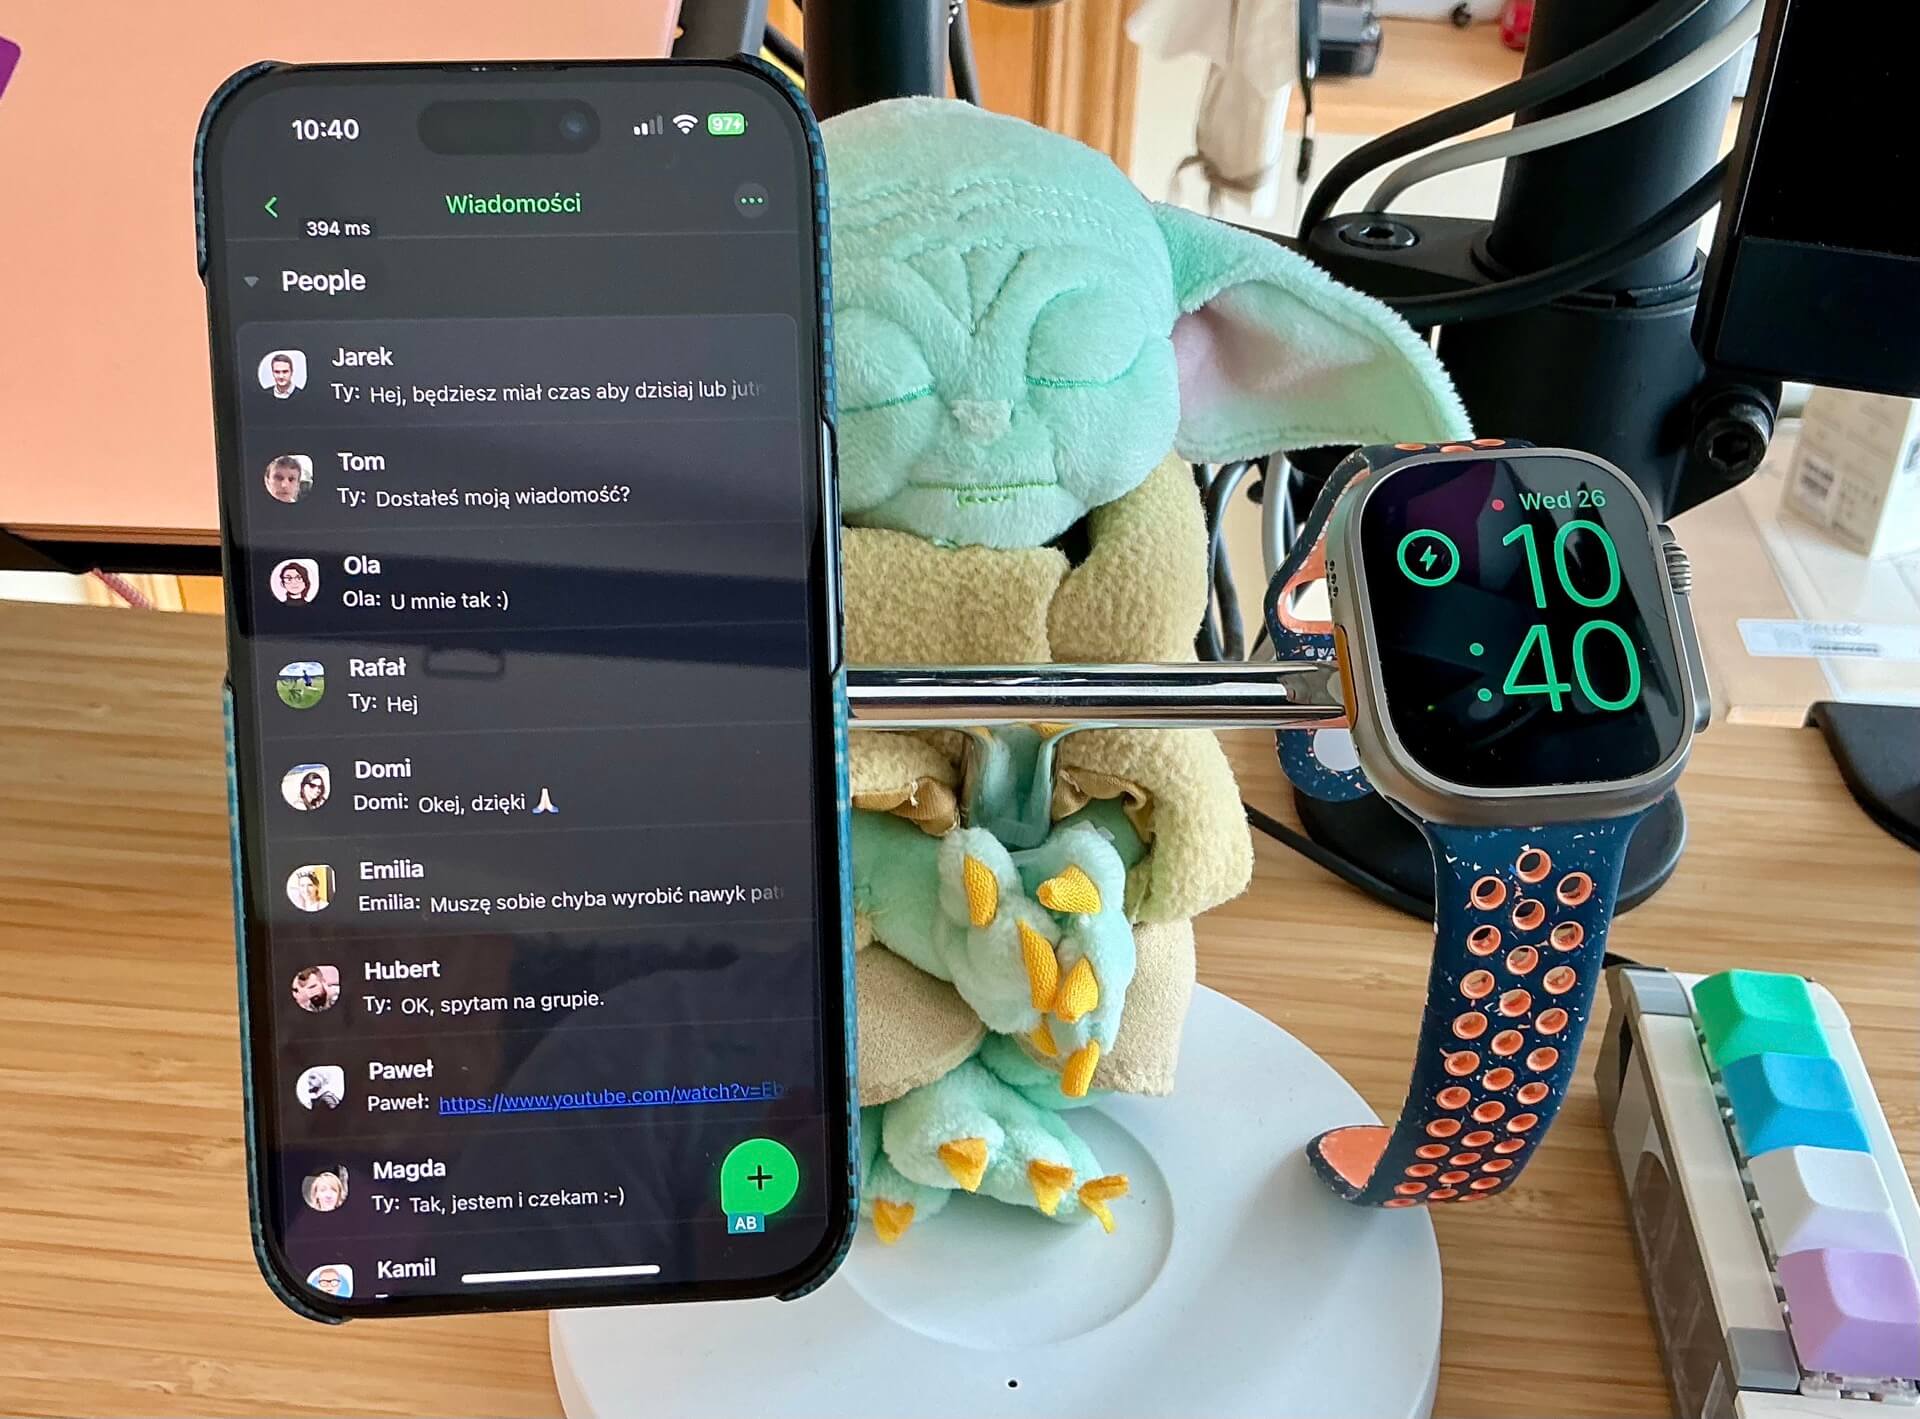 10:40
97
Wiadomości
394 ms
People
Jarek
Ty: Hej, będziesz miał czas aby dzisiaj lub jut
Tom
Ty: Dostałeś moją wiadomość?
Ola
Ola: U mnie tak :)
Rafał
Ty: Hej
Domi
Domi: Okej, dzięki 🙏🏻
Emilia
Emilia: Muszę sobie chyba wyrobić nawyk pat
Hubert
Ty: OK, spytam na grupie.
Paweł
Paweł: https://www.youtube.com/watch?v=Eb
Magda
Ty: Tak, jestem i czekam :-)
+
AB
Kamil
Wed 26
10
:40